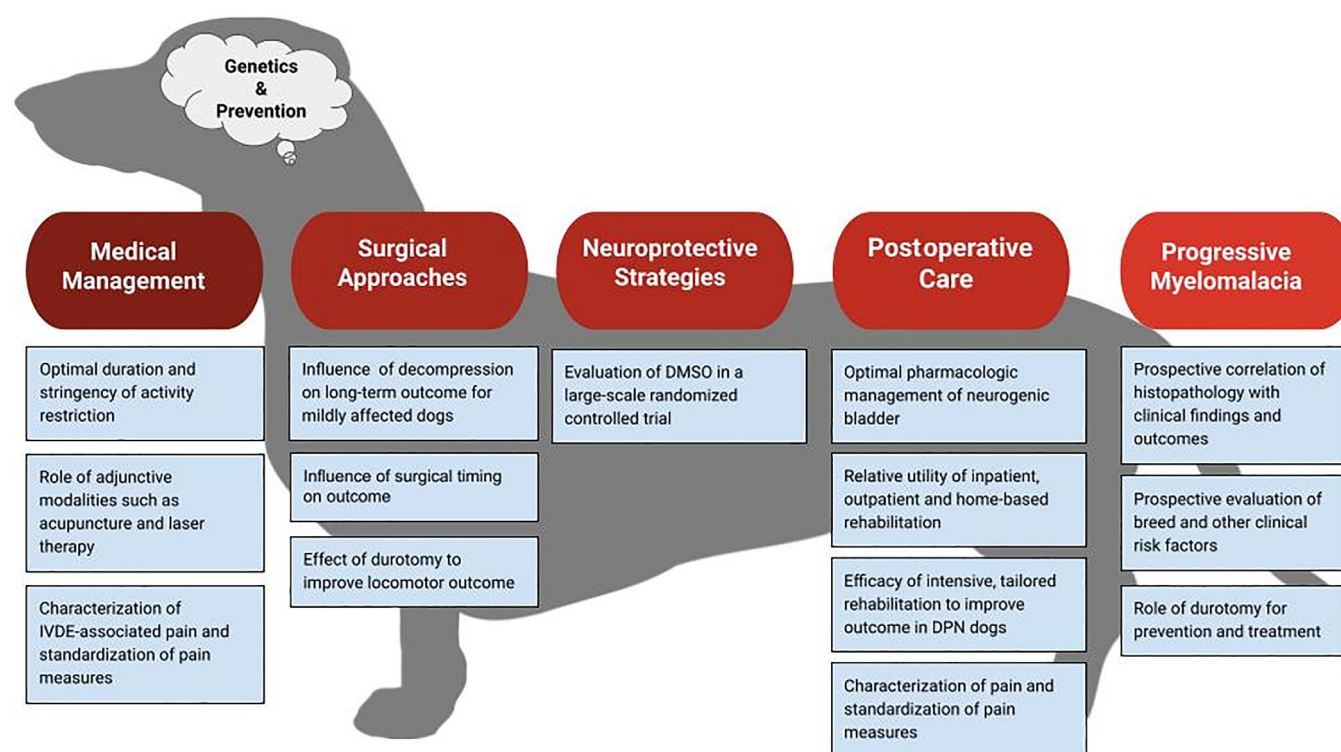 Genetics
&
Prevention
Medical
Management
Optimal duration and
stringency of activity
restriction
Role of adjunctive
modalities such as
acupuncture and laser
therapy
Characterization of
IVDE-associated pain and
standardization of pain
measures
Surgical
Approaches
Influence of decompression
on long-term outcome for
mildly affected dogs
Influence of surgical timing
on outcome
Effect of durotomy to
improve locomotor outcome
Neuroprotective
Strategies
Evaluation of DMSO in a
large-scale randomized
controlled trial
Postoperative
Care
Optimal pharmacologic
management of neurogenic
bladder
Relative utility of inpatient,
outpatient and home-based
rehabilitation
Efficacy of intensive, tailored
rehabilitation to improve
outcome in DPN dogs
Characterization of pain and
standardization of pain
measures
Progressive
Myelomalacia
Prospective correlation of
histopathology with
clinical findings and
outcomes
Prospective evaluation of
breed and other clinical
risk factors
Role of durotomy for
prevention and treatment